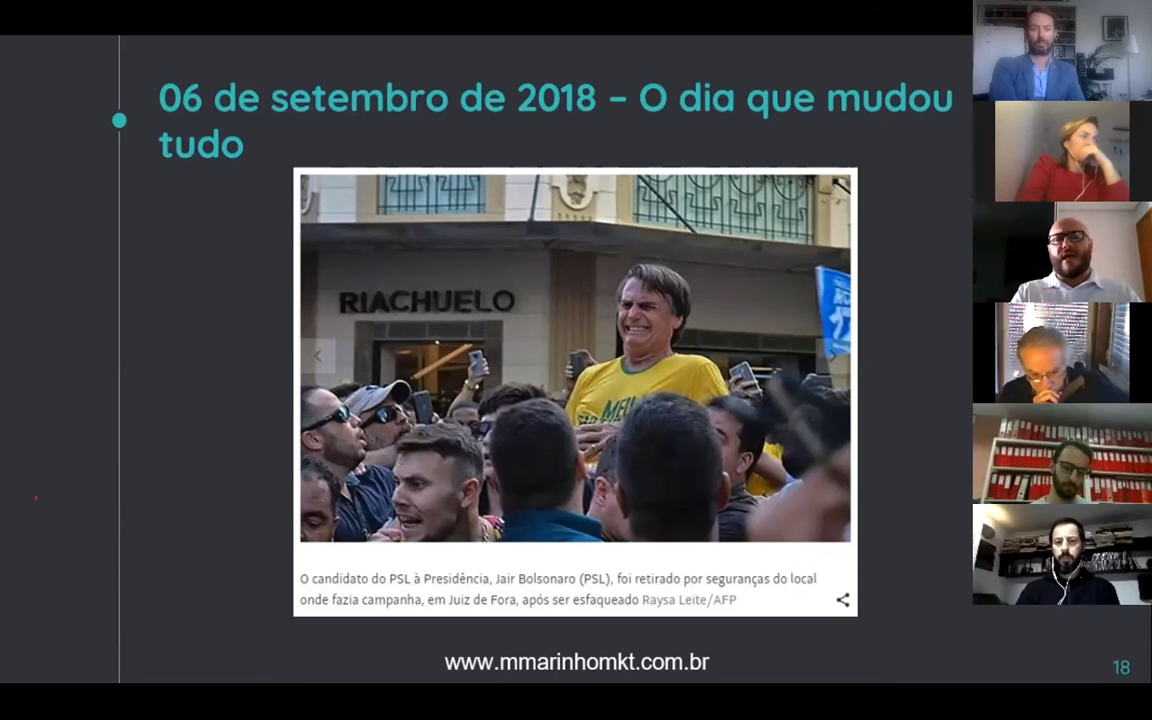 06 de setembro de 2018 – O dia que mudou
tudo
RIACHUELO
MEU
O candidato do PSL à Presidência, Jair Bolsonaro (PSL), foi retirado por seguranças do local
onde fazia campanha, em Juiz de Fora, após ser esfaqueado Raysa Leite/AFP
www.mmarinhomkt.com.br
18